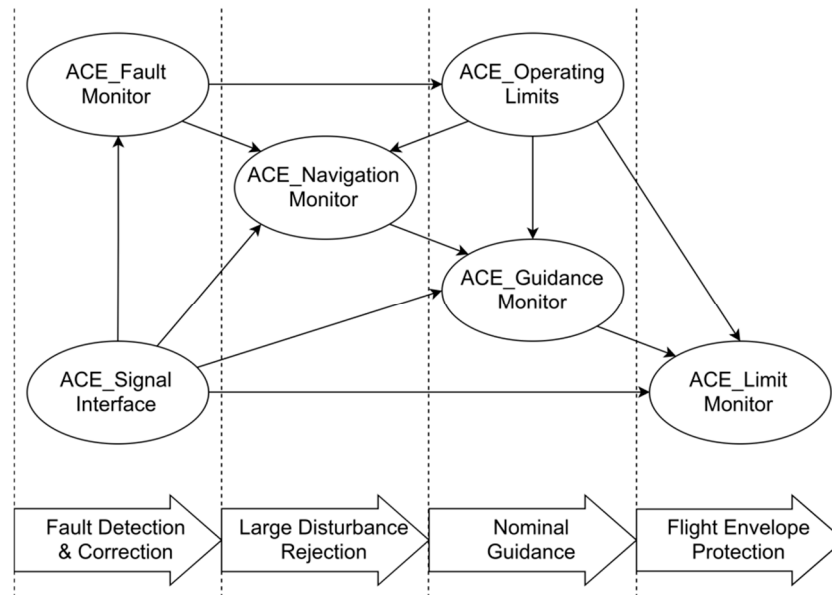 ACE_Fault
Monitor
ACE_Operating
Limits
ACE_Navigation
Monitor
ACE_Guidance
Monitor
ACE_Signal
Interface
ACE_Limit
Monitor
Fault Detection
& Correction
Large Disturbance
Rejection
Nominal
Guidance
Flight Envelope
Protection